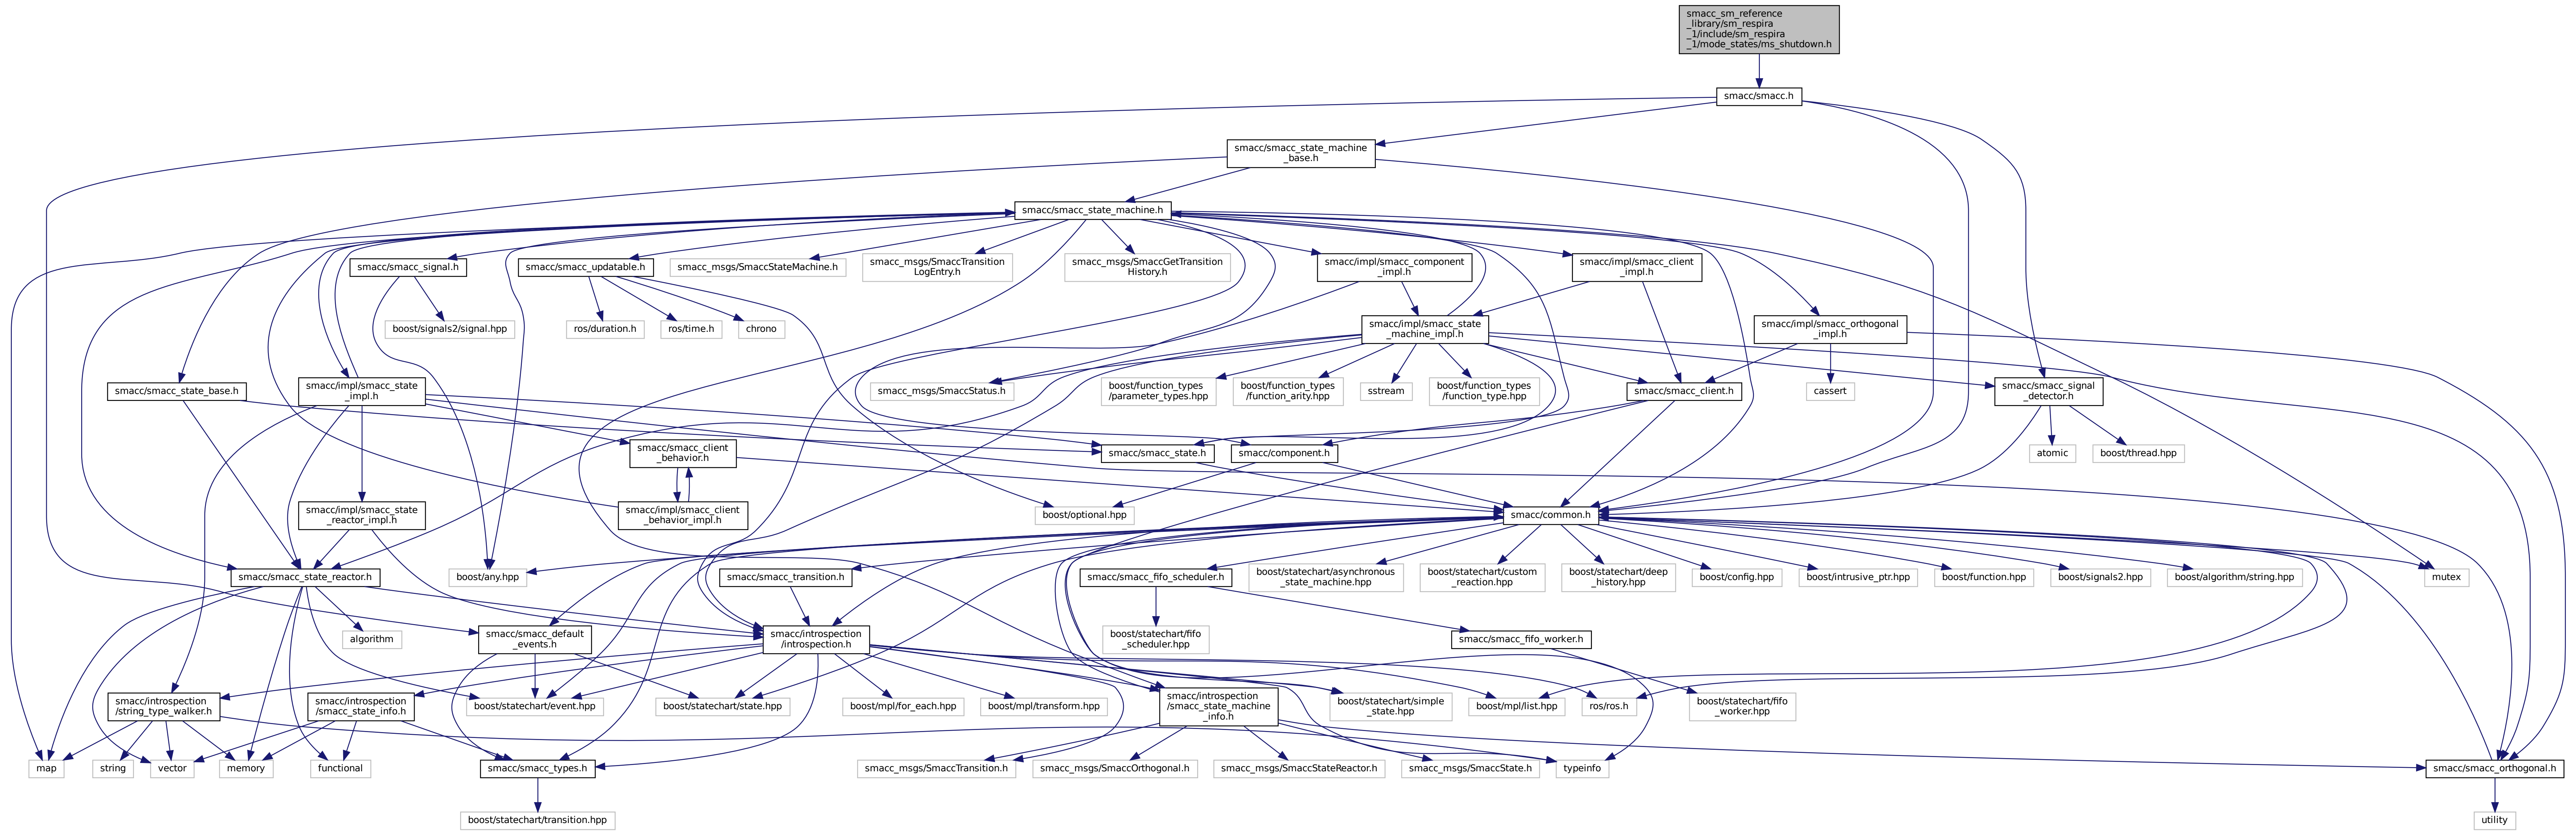 smacc_sm_reference
_library/sm_respira
_1/include/sm_respira
_1/mode_states/ms_shutdown.h
smacc/smacc.h
smacc/smacc_state_machine
_base.h
smacc/smacc_state_machine.h
smacc/smacc_signal.h
smacc/smacc_updatable.h
smacc_msgs/SmaccStateMachine.h
smacc_msgs/SmaccTransition
LogEntry.h
smacc_msgs/SmaccGetTransition
History.h
smacc/impl/smacc_component
_impl.h
smacc/impl/smacc_client
_impl.h
boost/signals2/signal.hpp
ros/duration.h
ros/time.h
chrono
smacc/impl/smacc_state
_machine_impl.h
smacc/impl/smacc_orthogonal
_impl.h
smacc/smacc_state_base.h
smacc/impl/smacc_state
_impl.h
smacc_msgs/SmaccStatus.h
boost/function_types
/parameter_types.hpp
boost/function_types
/function_arity.hpp
sstream
boost/function_types
/function_type.hpp
smacc/smacc_client.h
cassert
smacc/smacc_signal
_detector.h
smacc/smacc_client
_behavior.h
smacc/smacc_state.h
smacc/component.h
atomic
boost/thread.hpp
smacc/impl/smacc_state
_reactor_impl.h
smacc/impl/smacc_client
_behavior_impl.h
boost/optional.hpp
smacc/common.h
smacc/smacc_state_reactor.h
boost/any.hpp
smacc/smacc_transition.h
smacc/smacc_fifo_scheduler.h
boost/statechart/asynchronous
_state_machine.hpp
boost/statechart/custom
_reaction.hpp
boost/statechart/deep
_history.hpp
boost/config.hpp
boost/intrusive_ptr.hpp
boost/function.hpp
boost/signals2.hpp
boost/algorithm/string.hpp
mutex
algorithm
smacc/smacc_default
_events.h
smacc/introspection
/introspection.h
boost/statechart/fifo
_scheduler.hpp
smacc/smacc_fifo_worker.h
smacc/introspection
/string_type_walker.h
smacc/introspection
/smacc_state_info.h
boost/statechart/event.hpp
boost/statechart/state.hpp
boost/mpl/for_each.hpp
boost/mpl/transform.hpp
smacc/introspection
/smacc_state_machine
_info.h
boost/statechart/simple
_state.hpp
boost/mpl/list.hpp
ros/ros.h
boost/statechart/fifo
_worker.hpp
map
string
vector
memory
functional
smacc/smacc_types.h
smacc_msgs/SmaccTransition.h
smacc_msgs/SmaccOrthogonal.h
smacc_msgs/SmaccStateReactor.h
smacc_msgs/SmaccState.h
typeinfo
smacc/smacc_orthogonal.h
boost/statechart/transition.hpp
utility